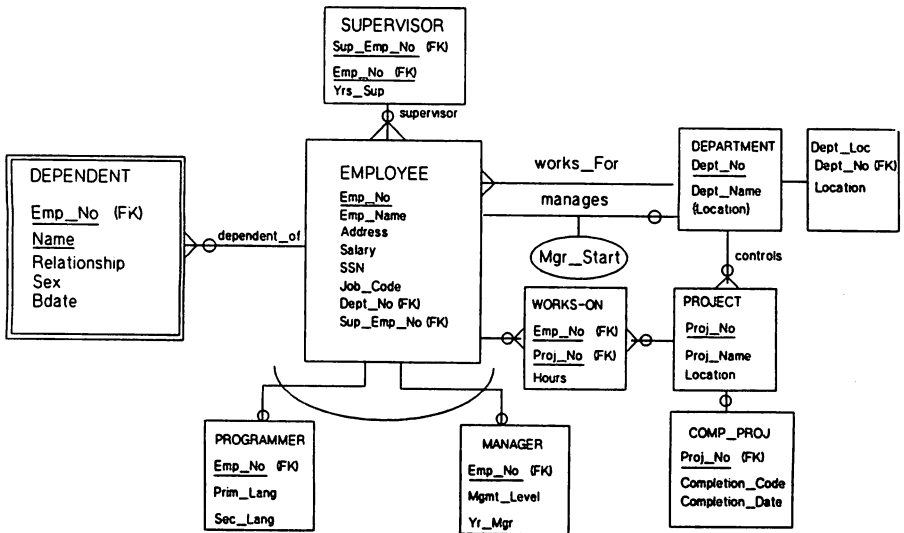 SUPERVISOR
Sup_Emp_No (FK)
Emp_No (FK)
Yrs_Sup
supervisor
DEPENDENT
Emp_No (FK)
Name
Relationship
Sex
Bdate
dependent_of
EMPLOYEE
Emp_No
Emp_Name
Address
Salary
SSN
Job_Code
Dept_No (FK)
Sup_Emp_No (FK)
works_For
manages
Mgr_Start
DEPARTMENT
Dept_No
Dept_Name
(Location)
Dept_Loc
Dept_No (FK)
Location
controls
WORKS-ON
Emp_No (FK)
Proj_No (FK)
Hours
PROJECT
Proj_No
Proj_Name
Location
PROGRAMMER
Emp_No (FK)
Prim_Lang
Sec_Lang
MANAGER
Emp_No (FK)
Mgmt_Level
Yr_Mgr
COMP_PROJ
Proj_No (FK)
Completion_Code
Completion_Date